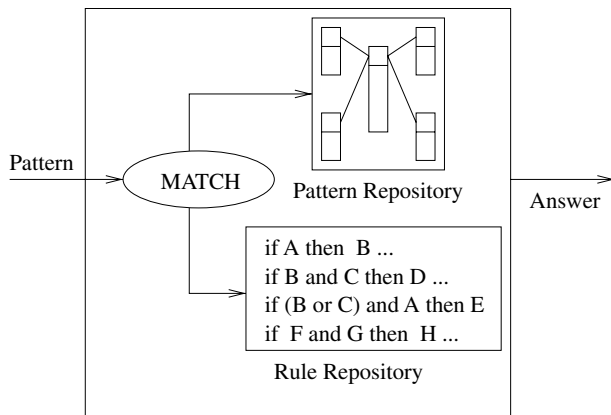 Pattern
MATCH
Pattern Repository
Answer
if A then B ...
if B and C then D ...
if (B or C) and A then E
if F and G then H ...
Rule Repository